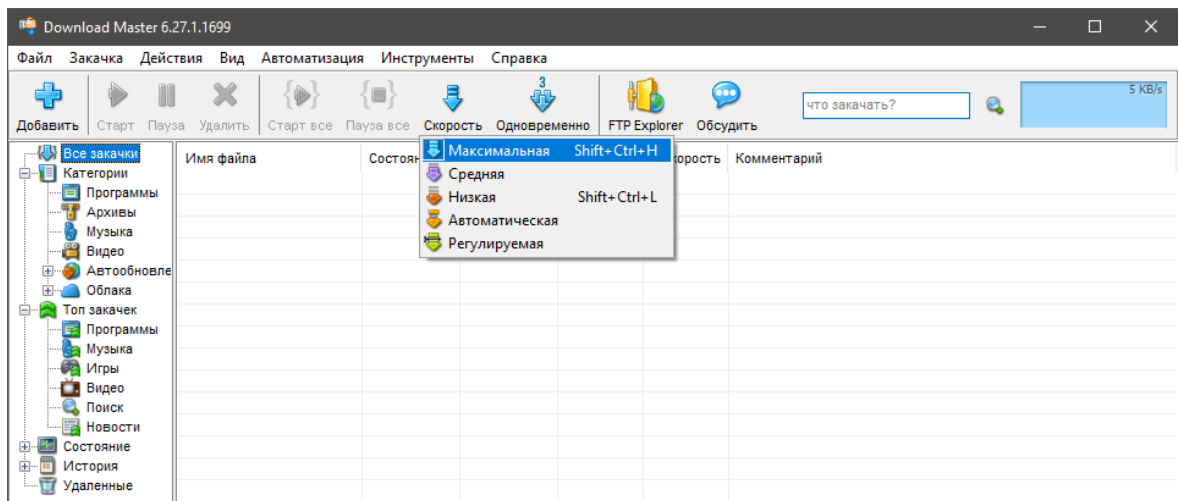 Download Master 6.27.1.1699
Файл Закачка Действия Вид Автоматизация Инструменты Справка
3
5 KB/s
что закачать?
Добавить Старт Пауза Удалить Старт все Пауза все Скорость Одновременно FTP Explorer Обсудить
Все закачки
Категории
Программы
Архивы
Музыка
Видео
Автообновле
Облака
Топ закачек
Программы
Музыка
Игры
Видео
Поиск
Новости
Состояние
История
Удаленные
Имя файла Состоян корость Комментарий
Максимальная Shift+Ctrl+H
Средняя
Низкая Shift+Ctrl+L
Автоматическая
Регулируемая